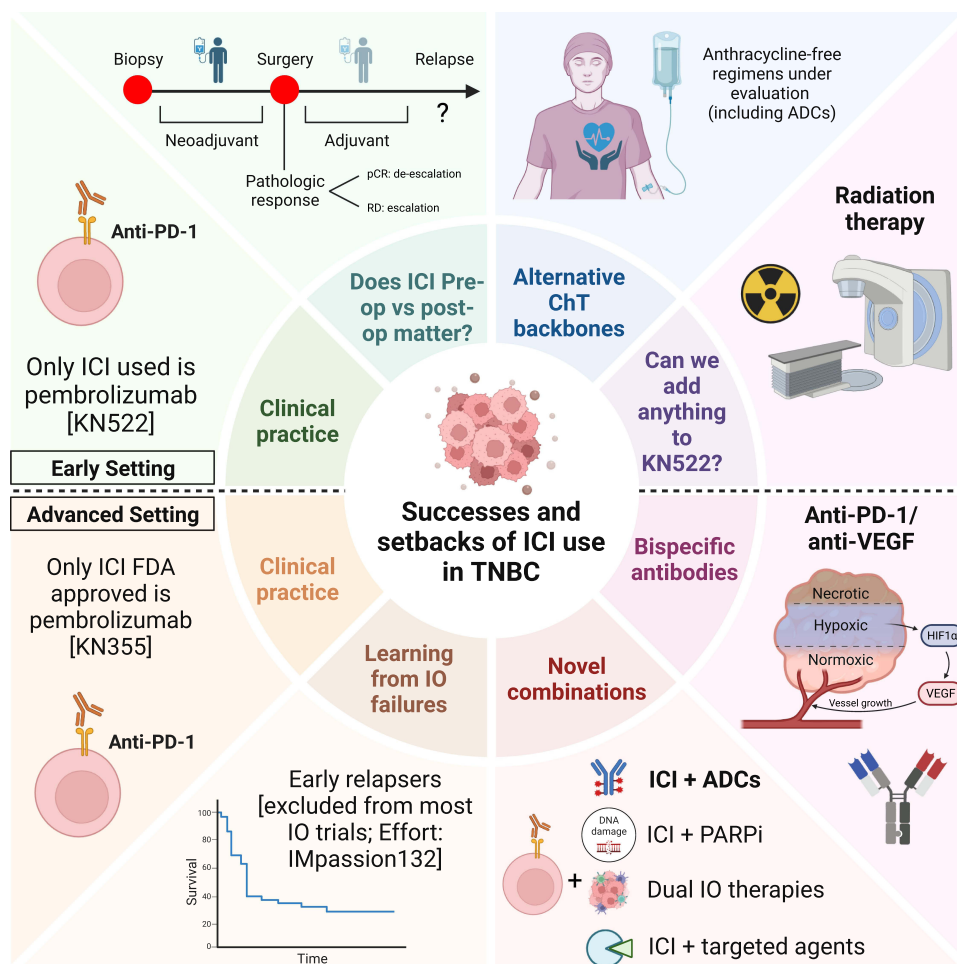 Biopsy
Surgery
Relapse
?
Neoadjuvant
Adjuvant
Pathologic
response
pCR: de-escalation
RD: escalation
Anthracycline-free
regimens under
evaluation
(including ADCs)
Anti-PD-1
Only ICI used is
pembrolizumab
[KN522]
Early Setting
Radiation
therapy
Does ICI Pre-
op vs post-
op matter?
Alternative
ChT
backbones
Clinical
practice
Can we
add
anything
to
KN522?
Successes and
setbacks of ICI use
in TNBC
Advanced Setting
Only ICI FDA
approved is
pembrolizumab
[KN355]
Anti-PD-1
Clinical
practice
Bispecific
antibodies
Learning
from IO
failures
Novel
combinations
Anti-PD-1/
anti-VEGF
Necrotic
Hypoxic
Normoxic
HIF1α
VEGF
Vessel growth
Early relapsers
[excluded from most
IO trials; Effort:
IMpassion132]
Survival
100
80
60
40
20
0
Time
+
ICI + ADCs
DNA
damage
ICI + PARPi
Dual IO therapies
ICI + targeted agents